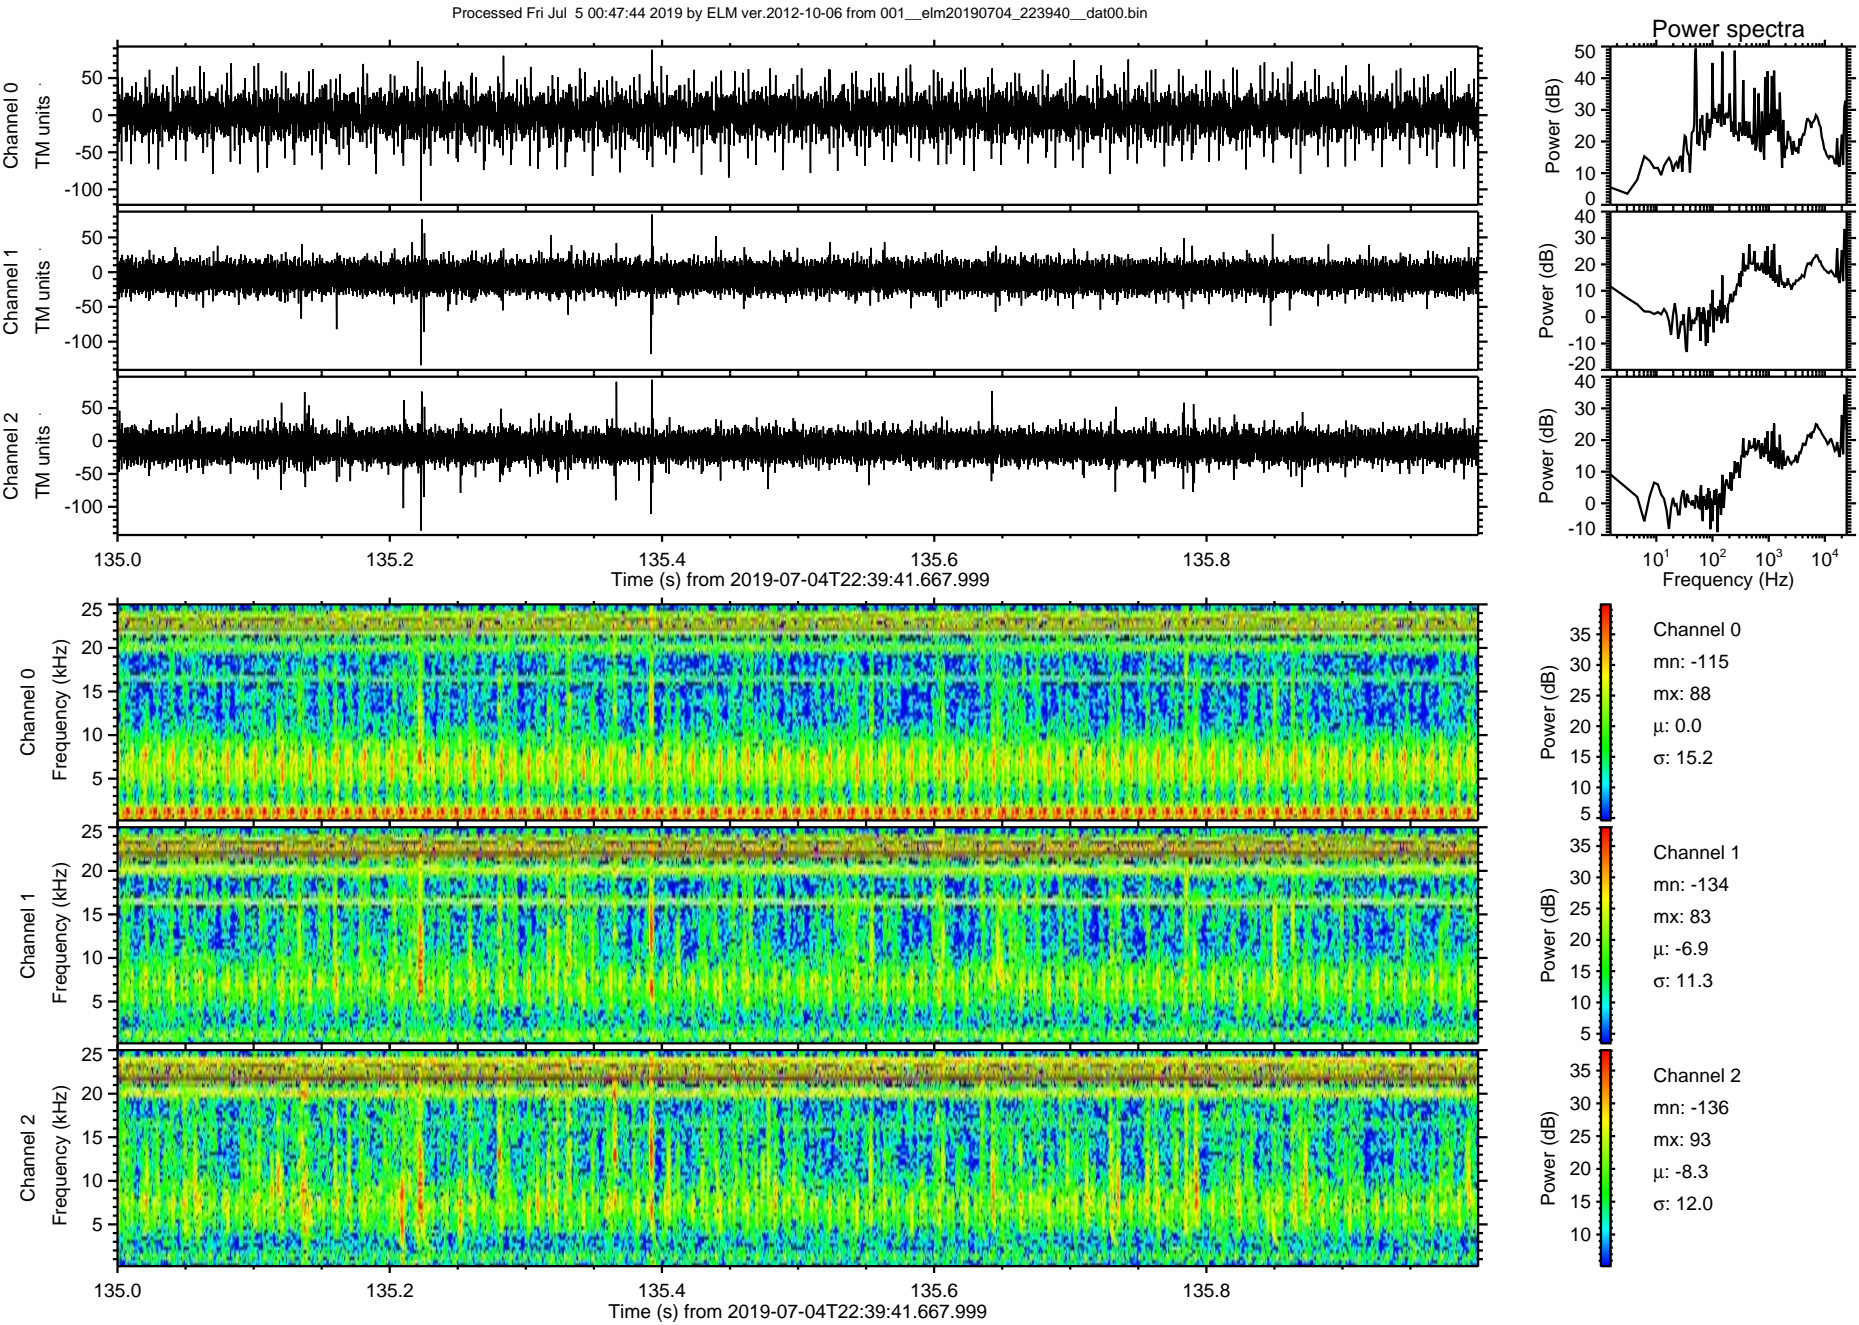 Processed Fri Jul  5 00:47:44 2019 by ELM ver.2012-10-06 from 001__elm20190704_223940__dat00.bin
Power spectra
Channel 0
TM units
50
0
-50
-100
Power (dB)
50
40
30
20
10
0
Channel 1
TM units
50
0
-50
-100
Power (dB)
40
30
20
10
0
-10
-20
Channel 2
TM units
50
0
-50
-100
Power (dB)
40
30
20
10
0
-10
135.0 135.2 135.4 135.6 135.8
Time (s) from 2019-07-04T22:39:41.667.999
10¹ 10² 10³ 10⁴
Frequency (Hz)
Channel 0
Frequency (kHz)
25
20
15
10
5
Power (dB)
35
30
25
20
15
10
5
Channel 0
mn: -115
mx: 88
μ: 0.0
σ: 15.2
Channel 1
Frequency (kHz)
25
20
15
10
5
Power (dB)
35
30
25
20
15
10
5
Channel 1
mn: -134
mx: 83
μ: -6.9
σ: 11.3
Channel 2
Frequency (kHz)
25
20
15
10
5
Power (dB)
35
30
25
20
15
10
Channel 2
mn: -136
mx: 93
μ: -8.3
σ: 12.0
135.0 135.2 135.4 135.6 135.8
Time (s) from 2019-07-04T22:39:41.667.999